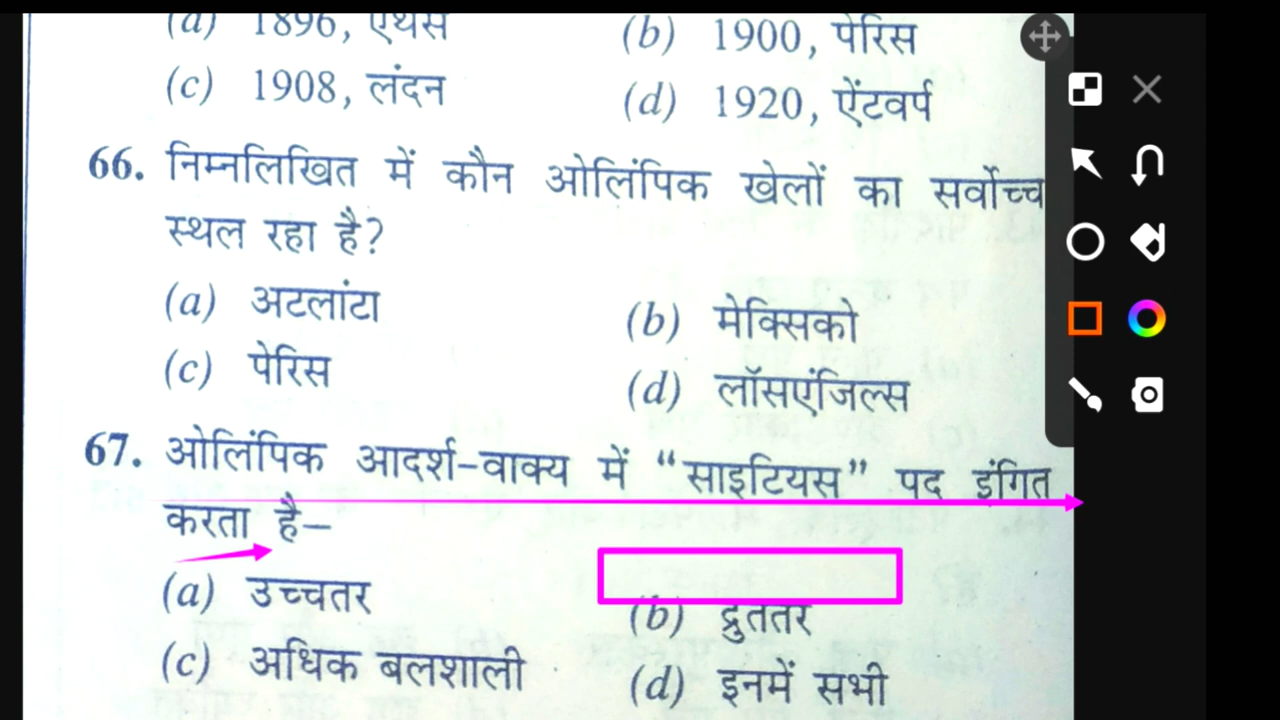 (a) 1896, एथेंस (b) 1900, पेरिस
(c) 1908, लंदन (d) 1920, ऐंटवर्प
66. निम्नलिखित में कौन ओलिंपिक खेलों का सर्वोच्च
स्थल रहा है?
(a) अटलांटा (b) मेक्सिको
(c) पेरिस (d) लॉसएंजिल्स
67. ओलिंपिक आदर्श-वाक्य में “साइटियस” पद इंगित
करता है–
(a) उच्चतर (b) द्रुततर
(c) अधिक बलशाली (d) इनमें सभी